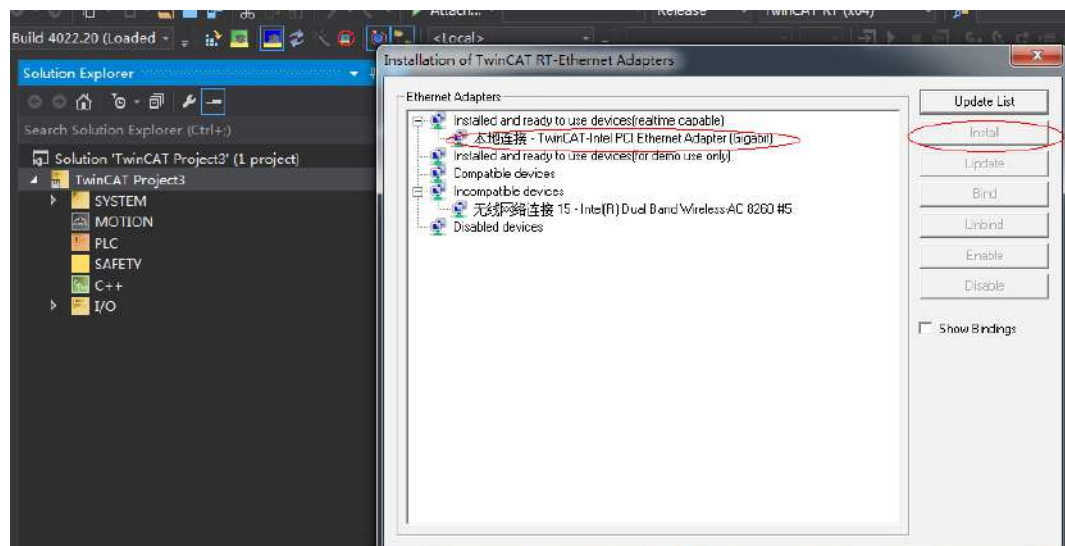 Attach...
Release
TwinCAT RT (x64)
Build 4022.20 (Loaded
<Local>
Solution Explorer
Search Solution Explorer (Ctrl+;)
Solution 'TwinCAT Project3' (1 project)
TwinCAT Project3
SYSTEM
MOTION
PLC
SAFETY
C++
I/O
Installation of TwinCAT RT-Ethernet Adapters
Ethernet Adapters
Installed and ready to use devices(realtime capable)
本地连接 - TwinCAT-Intel PCI Ethernet Adapter (Gigabit)
Installed and ready to use devices(for demo use only)
Compatible devices
Incompatible devices
无线网络连接 15 - Intel(R) Dual Band Wireless-AC 8260 #5
Disabled devices
Update List
Install
Update
Bind
Unbind
Enable
Disable
Show Bindings